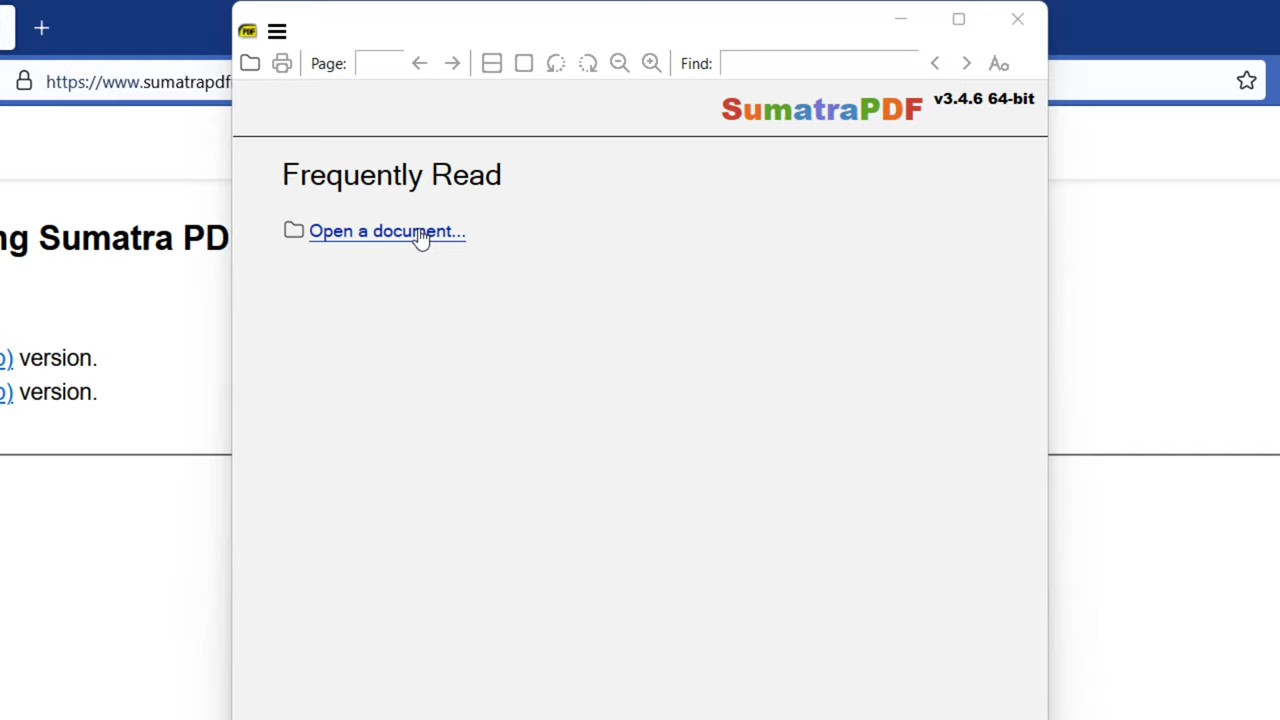 PDF
https://www.sumatrapdf
Page:
Find:
SumatraPDF v3.4.6 64-bit
Frequently Read
Open a document...
ng Sumatra PD
) version.
) version.